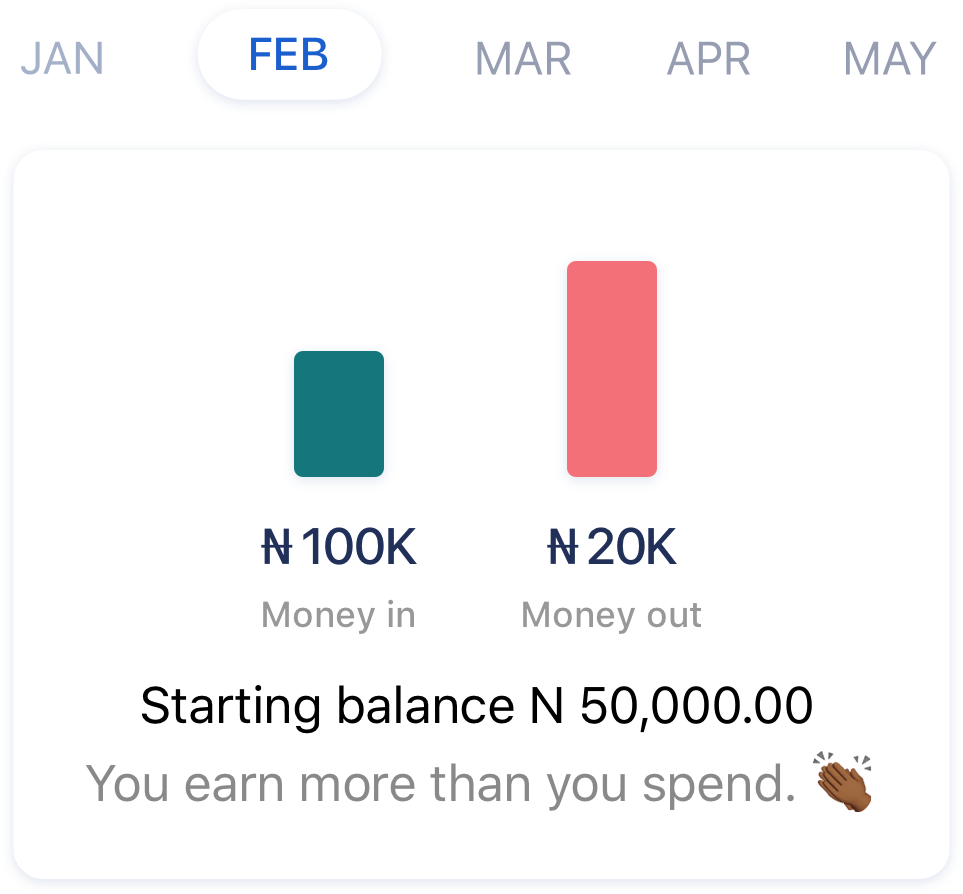 JAN FEB MAR APR MAY
₦ 100K ₦ 20K
Money in Money out
Starting balance N 50,000.00
You earn more than you spend. 👏🏾